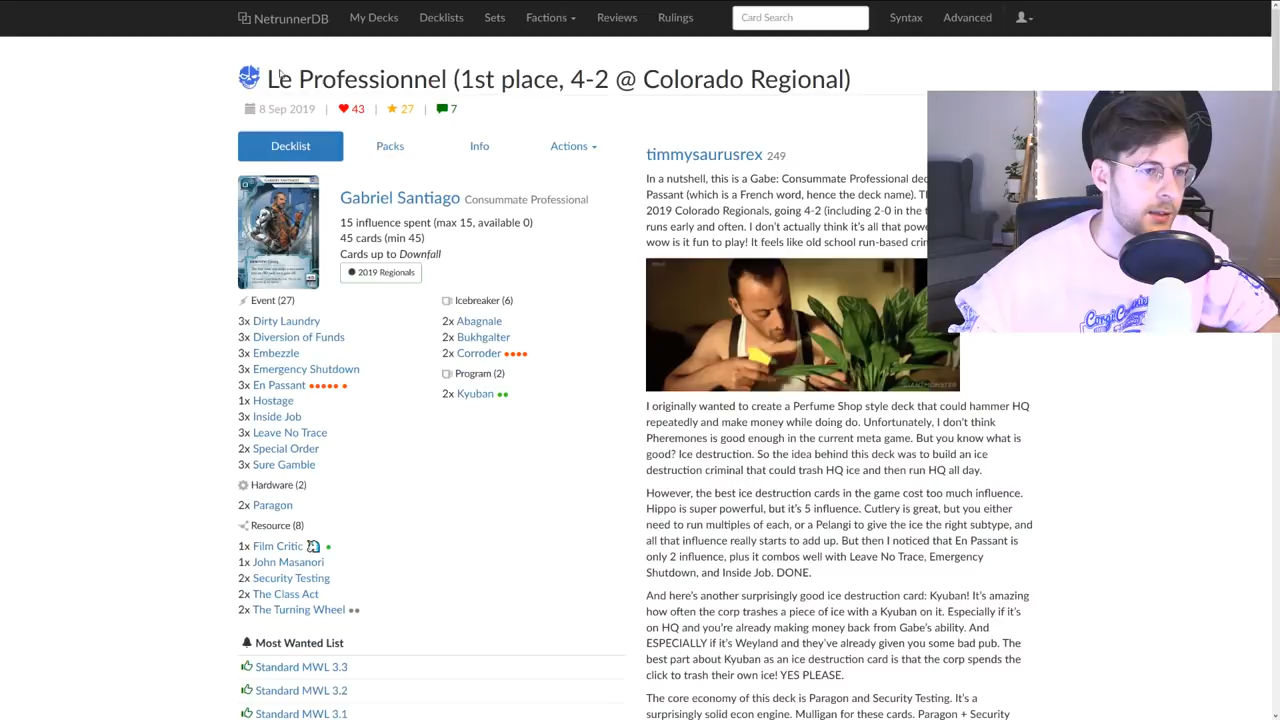 NetrunnerDB My Decks Decklists Sets Factions Reviews Rulings Card Search Syntax Advanced
Le Professionnel (1st place, 4-2 @ Colorado Regional)
8 Sep 2019 | 43 | 27 | 7
Decklist Packs Info Actions
Gabriel Santiago Consummate Professional
15 influence spent (max 15, available 0)
45 cards (min 45)
Cards up to Downfall
2019 Regionals
Event (27)
3x Dirty Laundry
3x Diversion of Funds
3x Embezzle
3x Emergency Shutdown
3x En Passant
1x Hostage
3x Inside Job
3x Leave No Trace
2x Special Order
3x Sure Gamble
Hardware (2)
2x Paragon
Resource (8)
1x Film Critic
1x John Masanori
2x Security Testing
2x The Class Act
2x The Turning Wheel
Icebreaker (6)
2x Abagnale
2x Bukhgalter
2x Corroder
Program (2)
2x Kyuban
Most Wanted List
Standard MWL 3.3
Standard MWL 3.2
Standard MWL 3.1
timmysaurusrex 249
In a nutshell, this is a Gabe: Consummate Professional
Passant (which is a French word, hence the deck name).
2019 Colorado Regionals, going 4-2 (including 2-0 in the
runs early and often. I don't actually think it's all that
wow is it fun to play! It feels like old school run-based
I originally wanted to create a Perfume Shop style deck that could hammer HQ
repeatedly and make money while doing do. Unfortunately, I don't think
Pheromones is good enough in the current meta game. But you know what is
good? Ice destruction. So the idea behind this deck was to build an ice
destruction criminal that could trash HQ ice and then run HQ all day.
However, the best ice destruction cards in the game cost too much influence.
Hippo is super powerful, but it's 5 influence. Cutlery is great, but you either
need to run multiples of each, or a Pelangi to give the ice the right subtype, and
all that influence really starts to add up. But then I noticed that En Passant is
only 2 influence, plus it combos well with Leave No Trace, Emergency
Shutdown, and Inside Job. DONE.
And here's another surprisingly good ice destruction card: Kyuban! It's amazing
how often the corp trashes a piece of ice with a Kyuban on it. Especially if it's
on HQ and you're already making money back from Gabe's ability. And
ESPECIALLY if it's Weyland and they've already given you some bad pub. The
best part about Kyuban as an ice destruction card is that the corp spends the
click to trash their own ice! YES PLEASE.
The core economy of this deck is Paragon and Security Testing. It's a
surprisingly solid econ engine. Mulligan for these cards. Paragon + Security